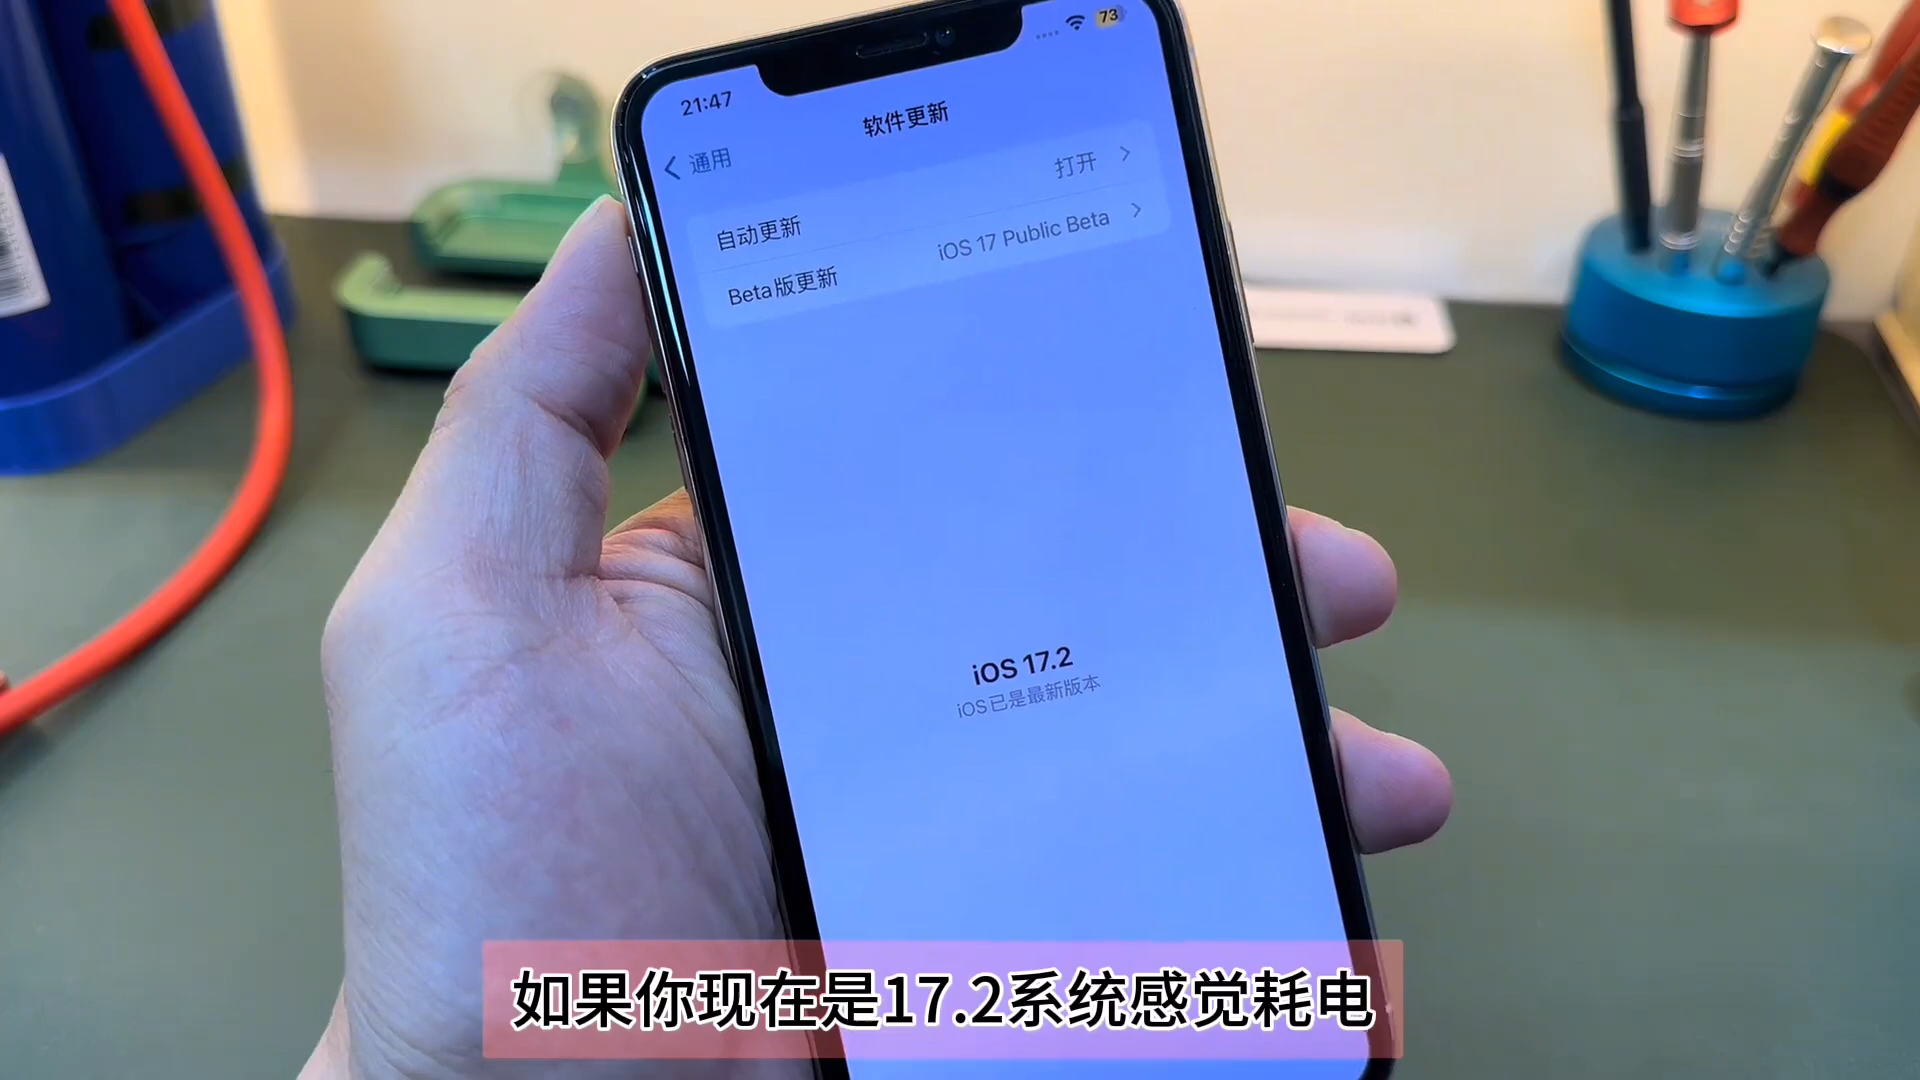 21:47
73
软件更新
通用
自动更新
打开
Beta版更新
iOS 17 Public Beta
iOS 17.2
iOS已是最新版本
如果你现在是17.2系统感觉耗电